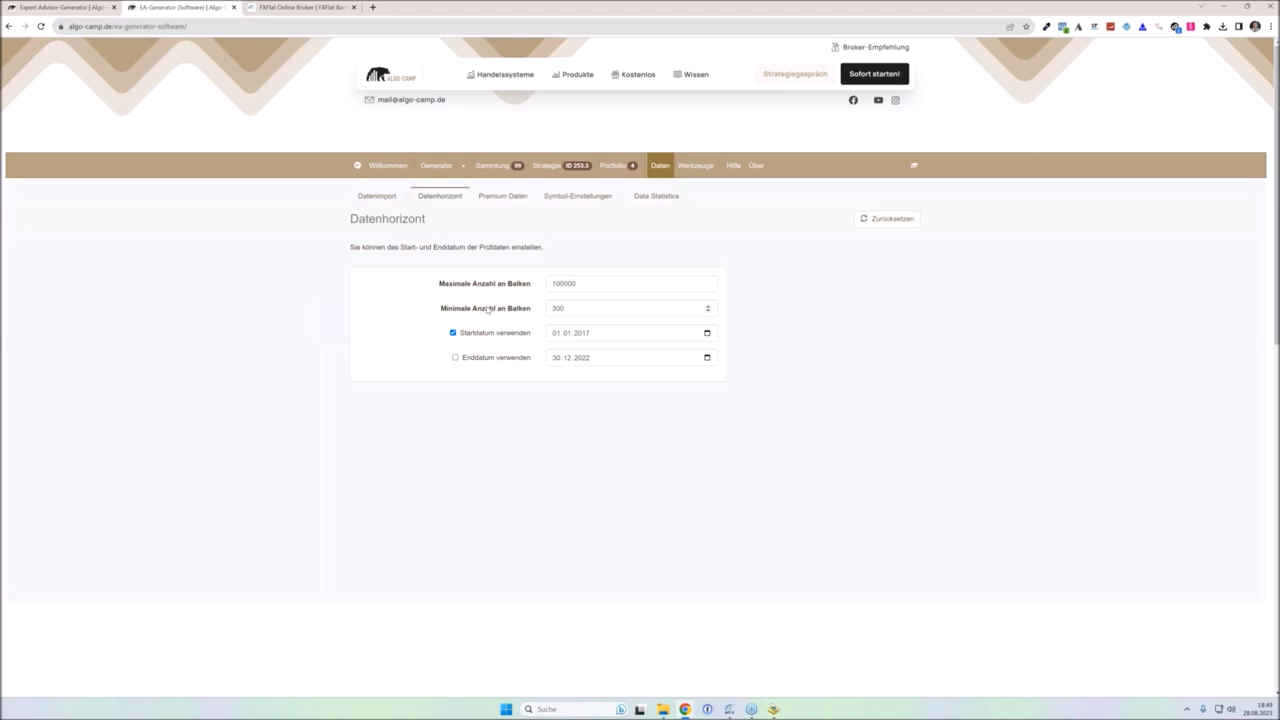 Expert Advisor-Generator | Algo-
EA-Generator (Software) | Algo-
FXFlat Online Broker | FXFlat Ba
algo-camp.de/ea-generator-software/
Broker-Empfehlung
ALGO-CAMP
Handelssysteme
Produkte
Kostenlos
Wissen
Strategiegespräch
Sofort starten!
mail@algo-camp.de
Willkommen
Generator
Sammlung 99
Strategie ID 253.3
Portfolio 4
Daten
Werkzeuge
Hilfe
Über
Datenimport
Datenhorizont
Premium Daten
Symbol-Einstellungen
Data Statistics
Datenhorizont
Zurücksetzen
Sie können das Start- und Enddatum der Prüfdaten einstellen.
Maximale Anzahl an Balken 100000
Minimale Anzahl an Balken 300
Startdatum verwenden 01.01.2017
Enddatum verwenden 30.12.2022
Suche
18:49
28.08.2023